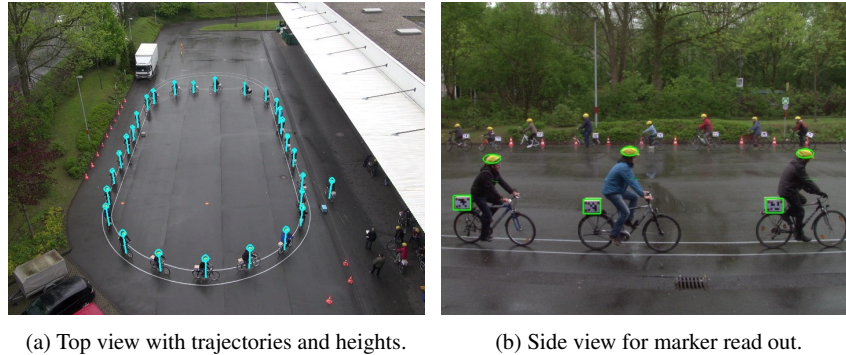 (a) Top view with trajectories and heights.
(b) Side view for marker read out.